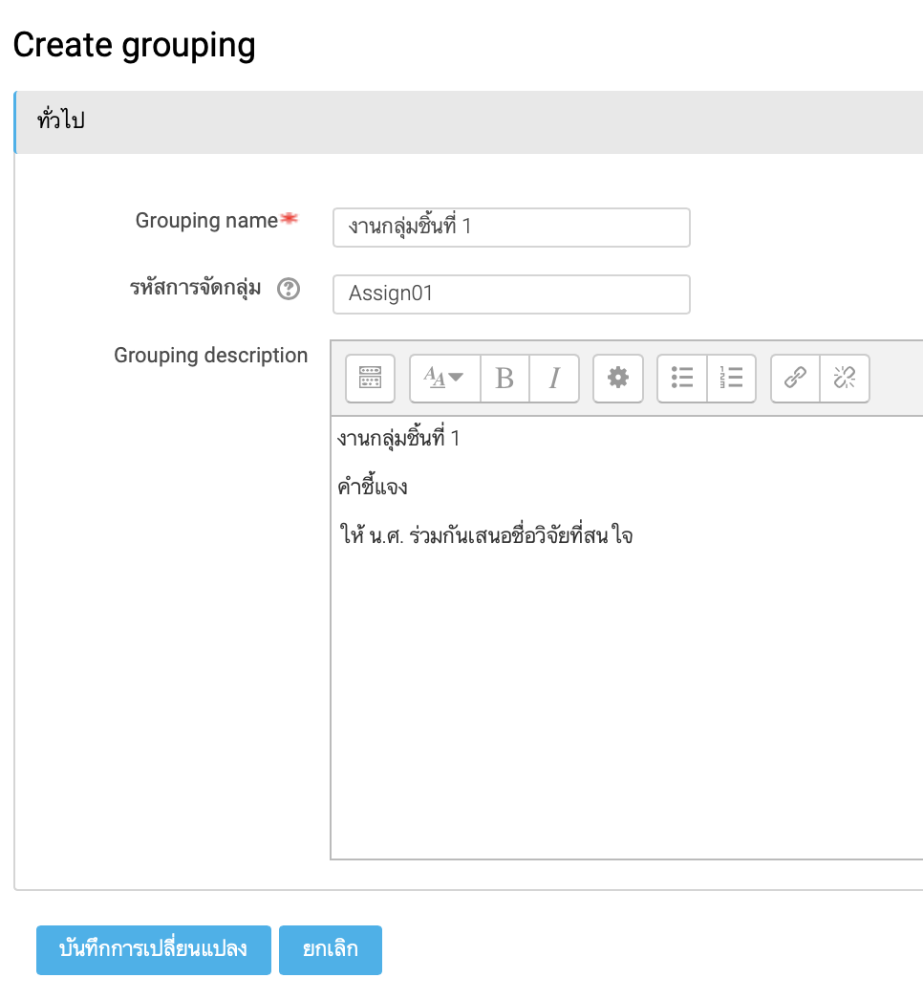 Create grouping
ทั่วไป
Grouping name
งานกลุ่มชิ้นที่ 1
รหัสการจัดกลุ่ม
Assign01
Grouping description
งานกลุ่มชิ้นที่ 1
คำชี้แจง
ให้ น.ศ. ร่วมกันเสนอชื่อวิจัยที่สนใจ
บันทึกการเปลี่ยนแปลง ยกเลิก